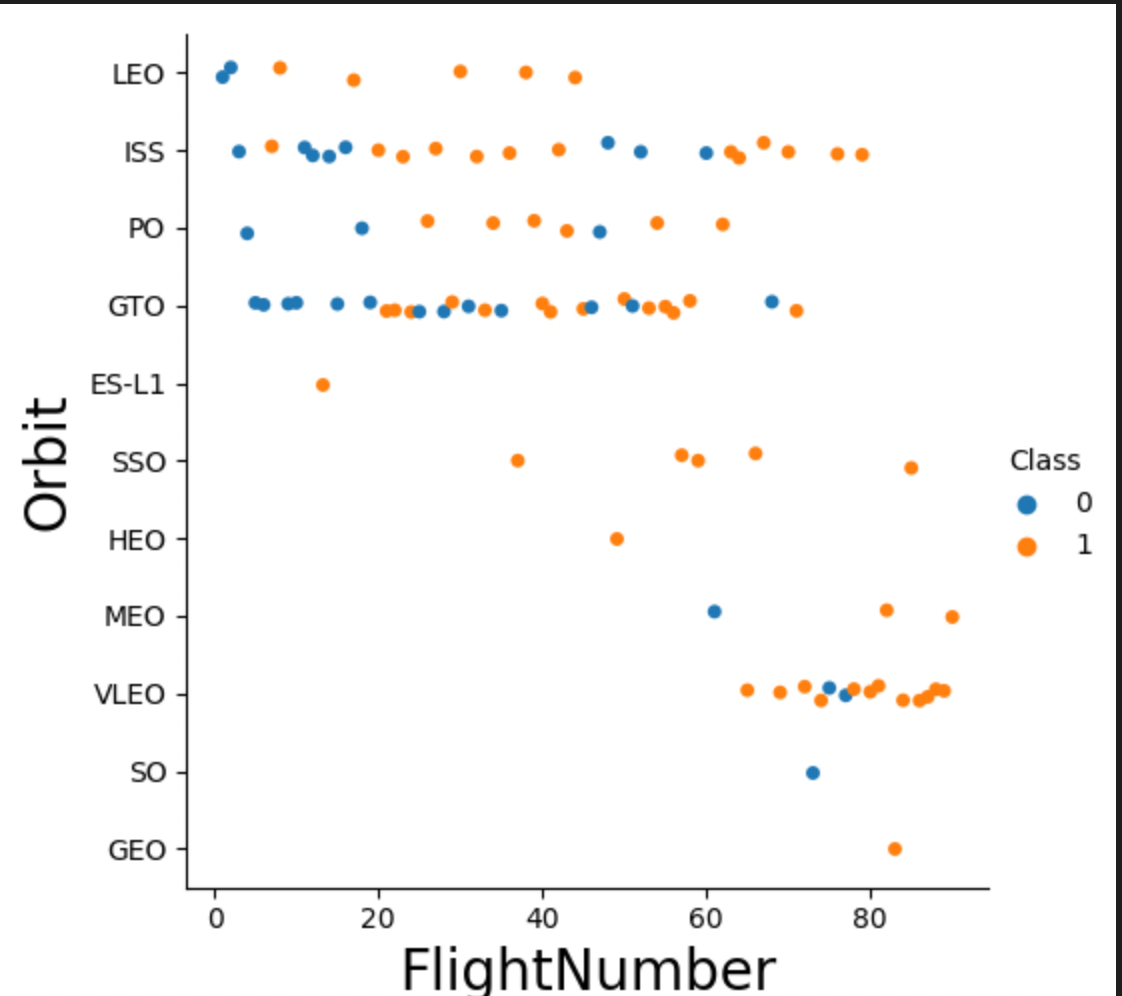 LEO
ISS
PO
GTO
ES-L1
SSO
HEO
MEO
VLEO
SO
GEO
Orbit
0 20 40 60 80
FlightNumber
Class
0
1